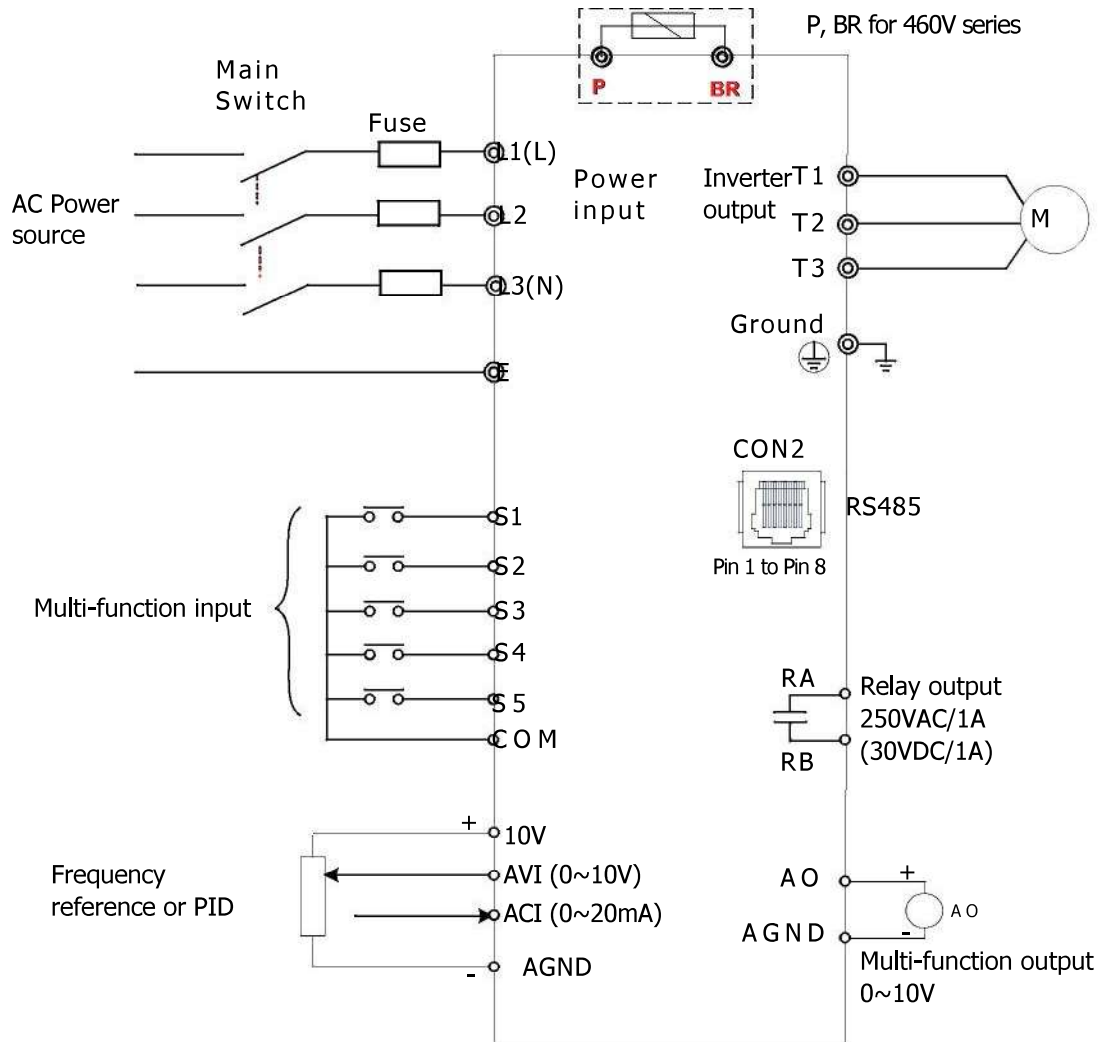 P, BR for 460V series
P
BR
Main
Switch
Fuse
L1(L)
AC Power
source
L2
L3(N)
E
Power
input
Inverter
output
T1
T2
T3
M
Ground
CON2
RS485
Pin 1 to Pin 8
Multi-function input
S1
S2
S3
S4
S5
COM
RA
RB
Relay output
250VAC/1A
(30VDC/1A)
Frequency
reference or PID
+
10V
AVI (0~10V)
ACI (0~20mA)
-
AGND
AO
+
AO
AGND
-
Multi-function output
0~10V